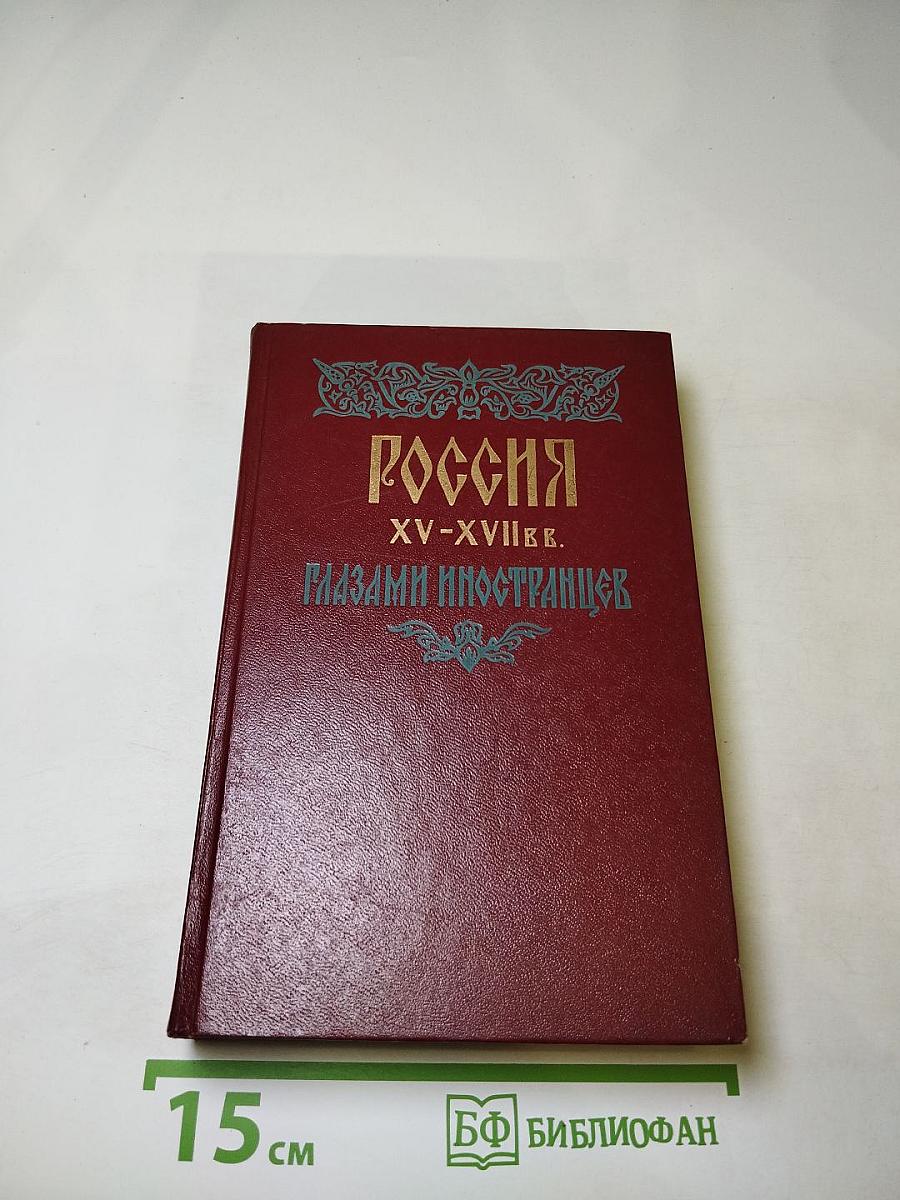 РОССИЯ
XV-XVII вв.
ГЛАЗАМИ ИНОСТРАНЦЕВ
15 см
БФ БИБЛИОФАН